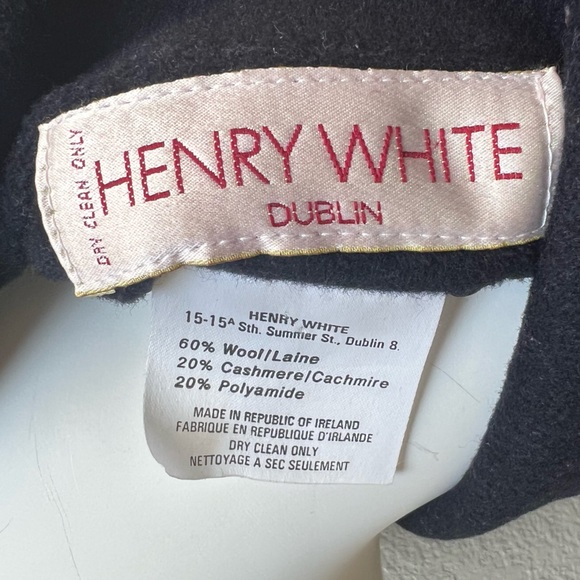 DRY CLEAN ONLY
HENRY WHITE
DUBLIN
HENRY WHITE
15-15A Sth. Summer St., Dublin 8.
60% Wool/Laine
20% Cashmere/Cachmire
20% Polyamide
MADE IN REPUBLIC OF IRELAND
FABRIQUE EN REPUBLIQUE D'IRLANDE
DRY CLEAN ONLY
NETTOYAGE A SEC SEULEMENT